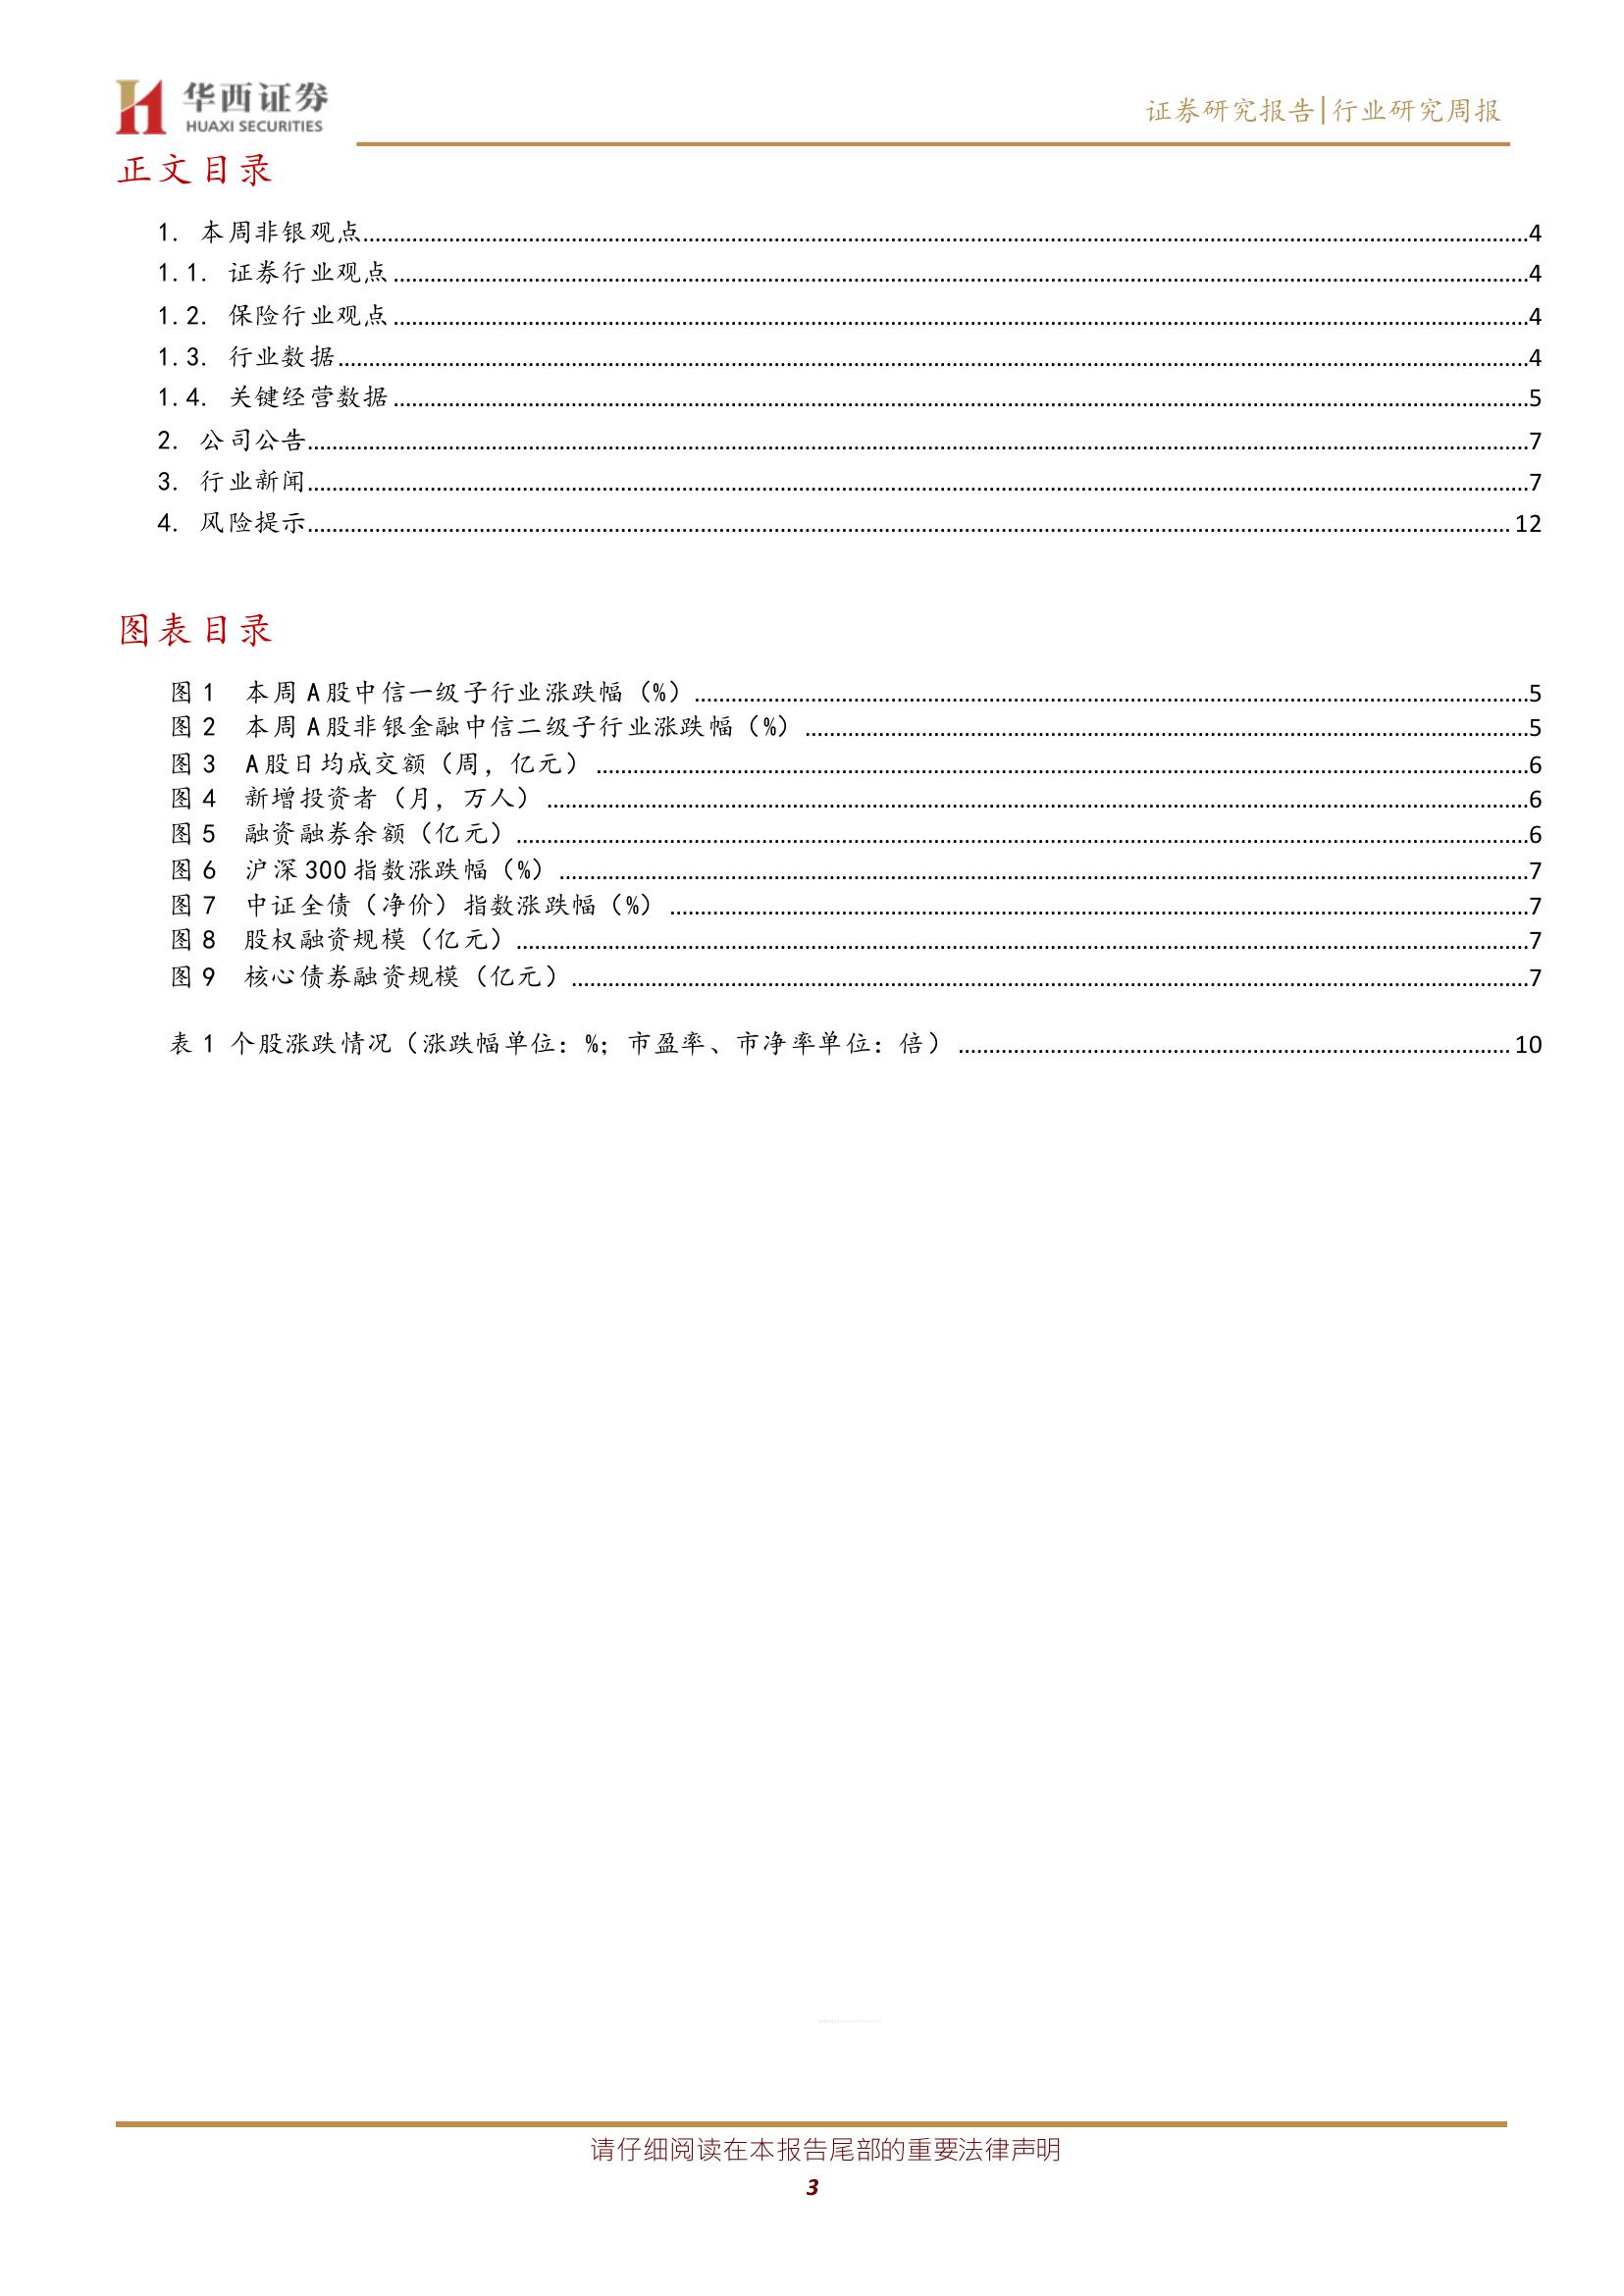 华西证券
HUAXI SECURITIES
证券研究报告|行业研究周报
正文目录
1. 本周非银观点........4
1.1. 证券行业观点........4
1.2. 保险行业观点........4
1.3. 行业数据........4
1.4. 关键经营数据........5
2. 公司公告........7
3. 行业新闻........7
4. 风险提示........12
图表目录
图 1 本周 A 股中信一级子行业涨跌幅（%）........5
图 2 本周 A 股非银金融中信二级子行业涨跌幅（%）........5
图 3 A 股日均成交额（周，亿元）........6
图 4 新增投资者（月，万人）........6
图 5 融资融券余额（亿元）........6
图 6 沪深 300 指数涨跌幅（%）........7
图 7 中证全债（净价）指数涨跌幅（%）........7
图 8 股权融资规模（亿元）........7
图 9 核心债券融资规模（亿元）........7
表 1 个股涨跌情况（涨跌幅单位：%；市盈率、市净率单位：倍）........10
请仔细阅读在本报告尾部的重要法律声明
3